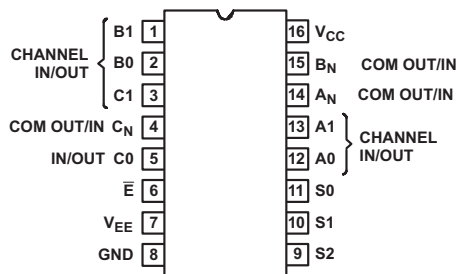 B1 1 16 VCC
CHANNEL IN/OUT B0 2 15 BN COM OUT/IN
C1 3 14 AN COM OUT/IN
COM OUT/IN CN 4 13 A1 CHANNEL IN/OUT
IN/OUT C0 5 12 A0
E̅ 6 11 S0
VEE 7 10 S1
GND 8 9 S2